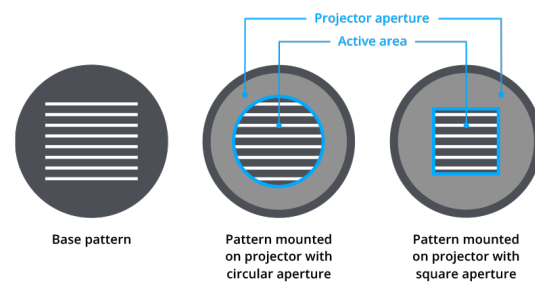 Projector aperture
Active area
Base pattern
Pattern mounted
on projector with
circular aperture
Pattern mounted
on projector with
square aperture